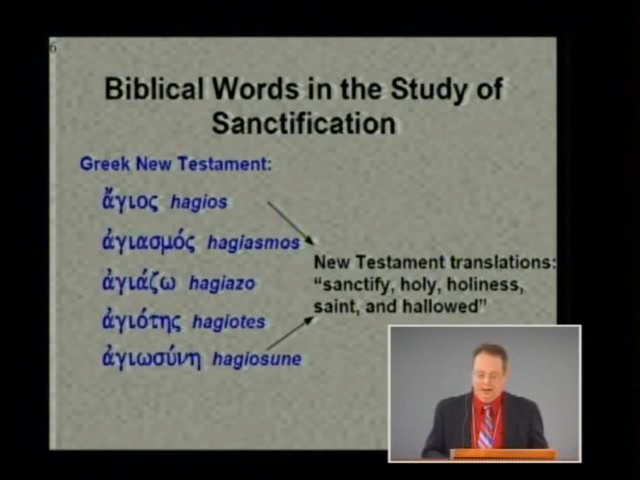 6
Biblical Words in the Study of
Sanctification
Greek New Testament:
ἅγιος hagios
ἁγιασμός hagiasmos
ἁγιάζω hagiazo
ἁγιότης hagiotes
ἁγιωσύνη hagiosune
New Testament translations:
“sanctify, holy, holiness,
saint, and hallowed”